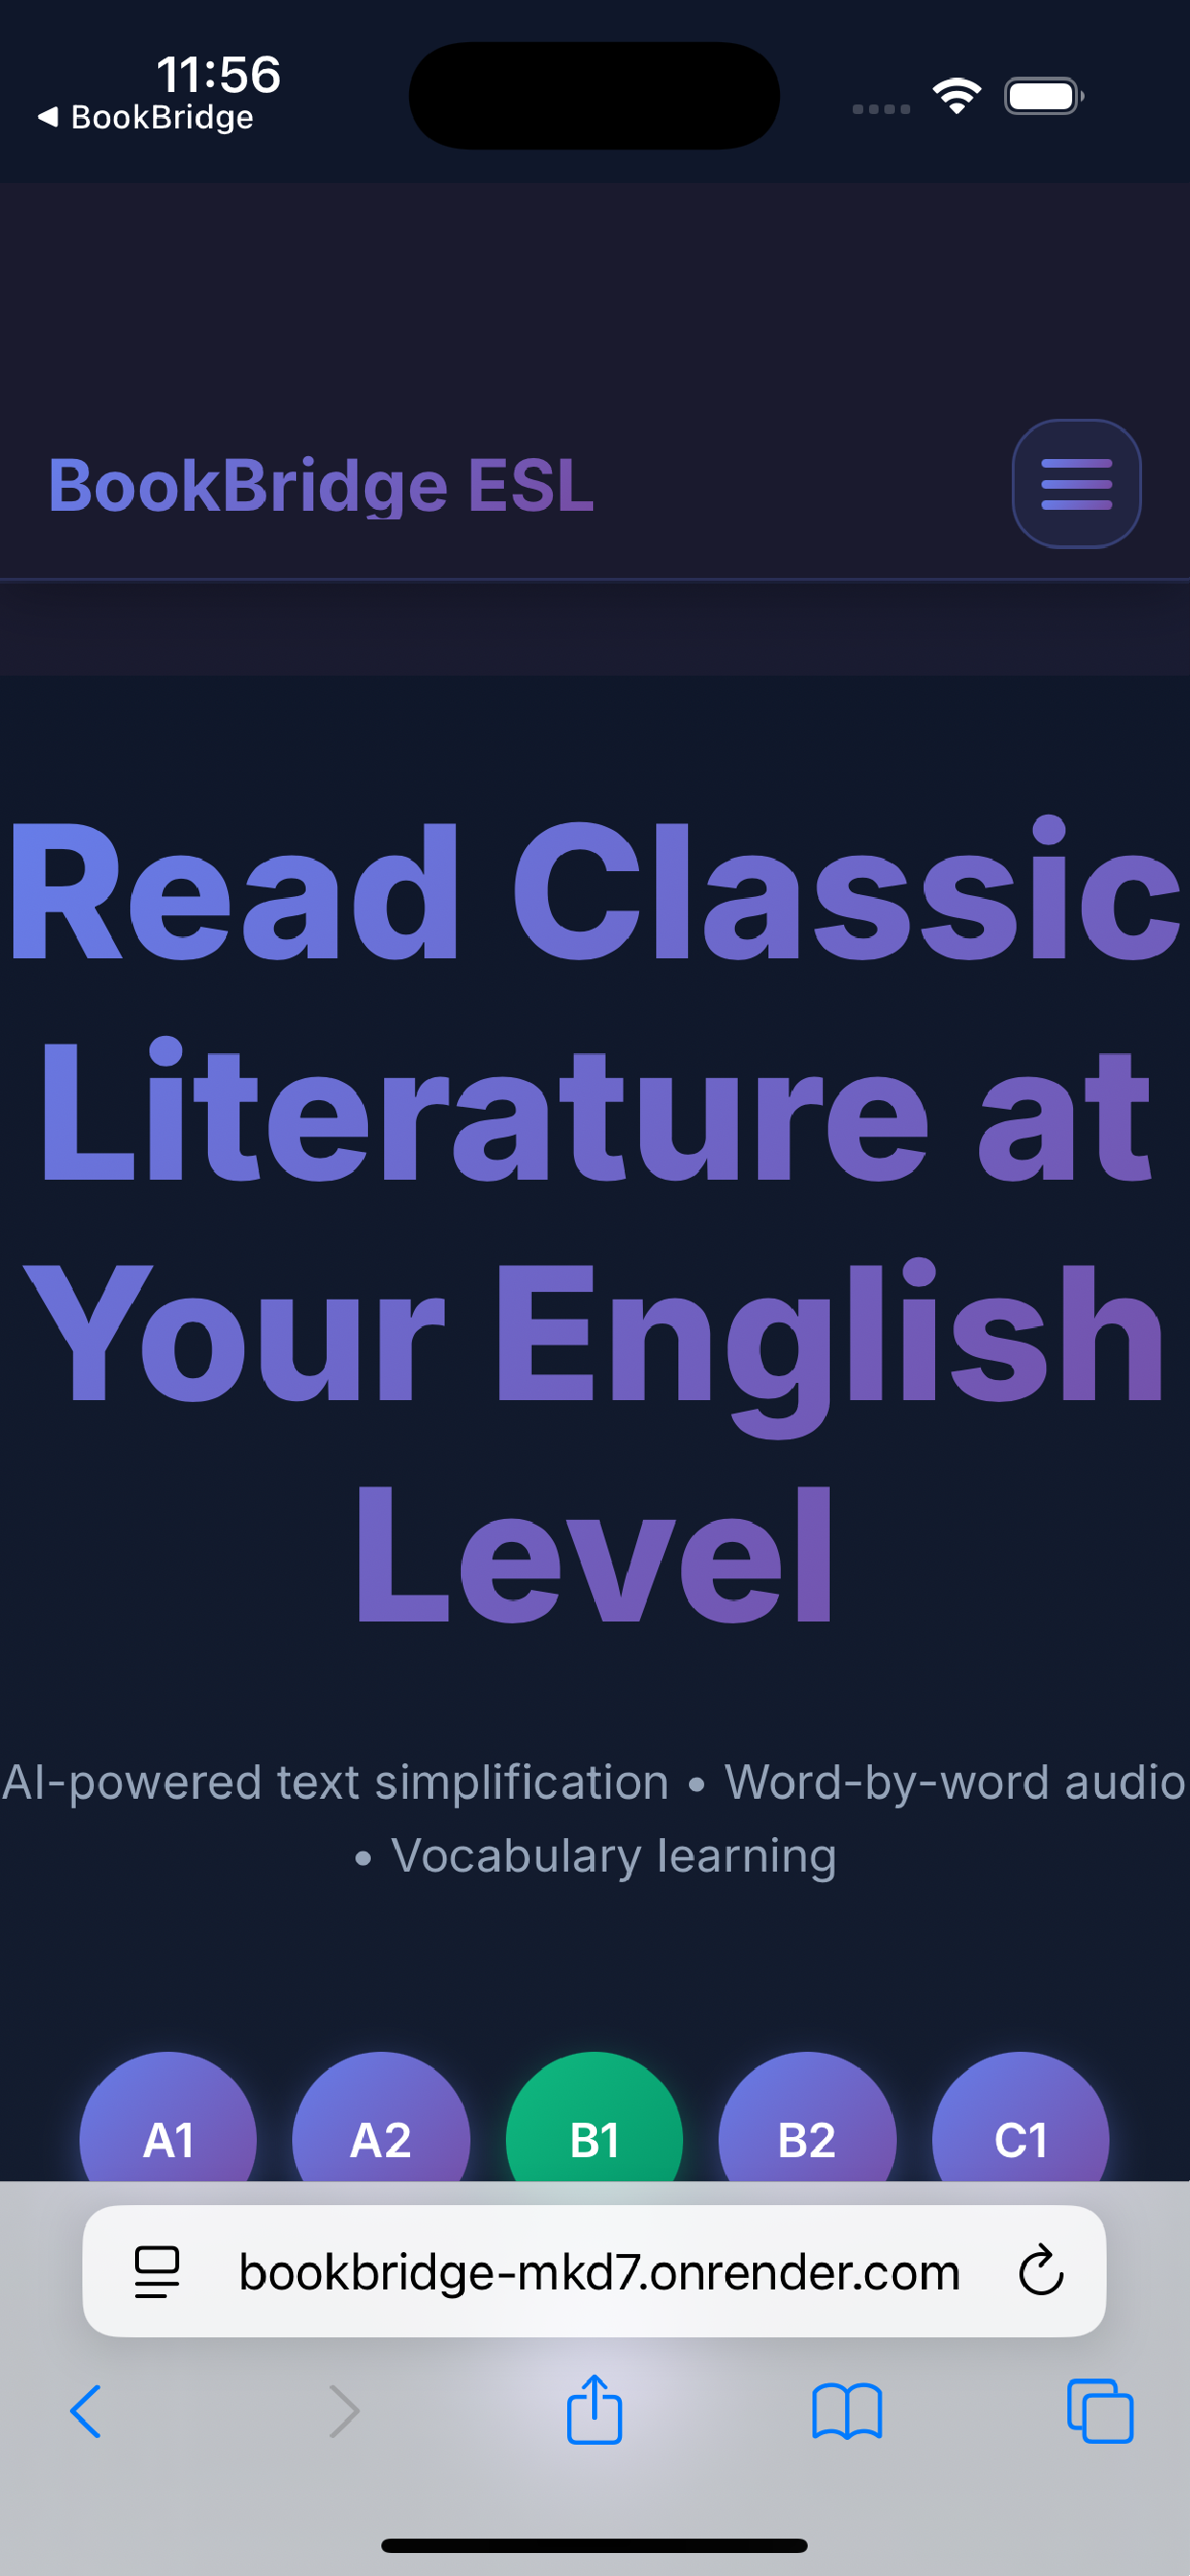 11:56
◀ BookBridge
BookBridge ESL
Read Classic
Literature at
Your English
Level
AI-powered text simplification • Word-by-word audio
• Vocabulary learning
A1 A2 B1 B2 C1
bookbridge-mkd7.onrender.com